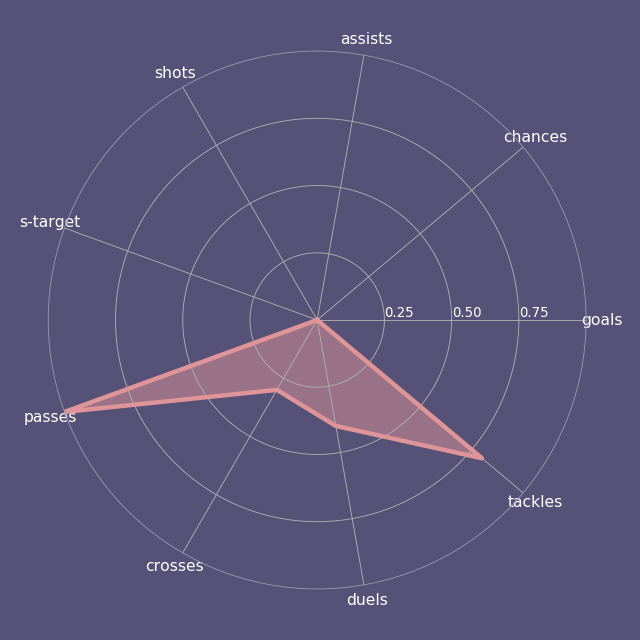 assists
shots
chances
s-target
0.25
0.50
0.75
goals
passes
tackles
crosses
duels